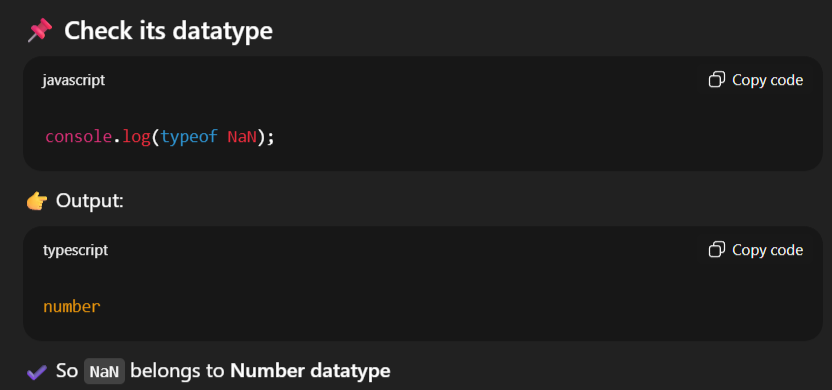 📌 Check its datatype
javascript Copy code
console.log(typeof NaN);
👉 Output:
typescript Copy code
number
✔ So NaN belongs to Number datatype